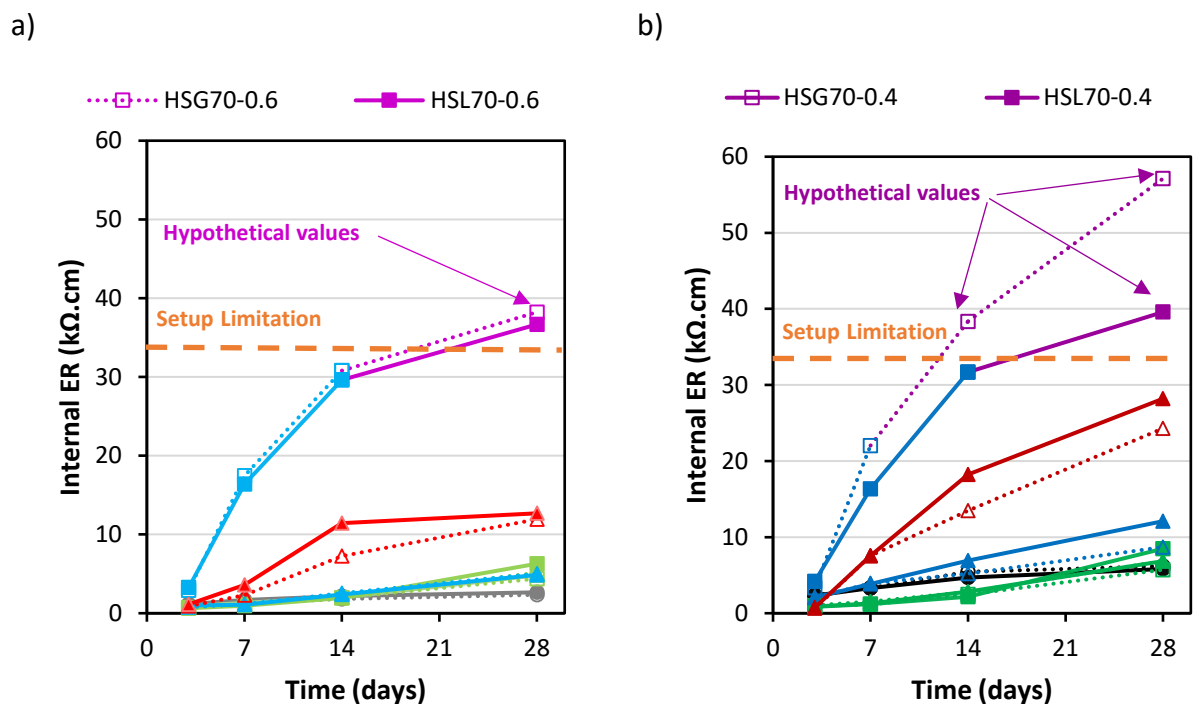 a)
HSG70-0.6
HSL70-0.6
60
50
40
30
20
10
0
Internal ER (kΩ.cm)
Hypothetical values
Setup Limitation
0 7 14 21 28
Time (days)
b)
HSG70-0.4
HSL70-0.4
60
50
40
30
20
10
0
Internal ER (kΩ.cm)
Hypothetical values
Setup Limitation
0 7 14 21 28
Time (days)